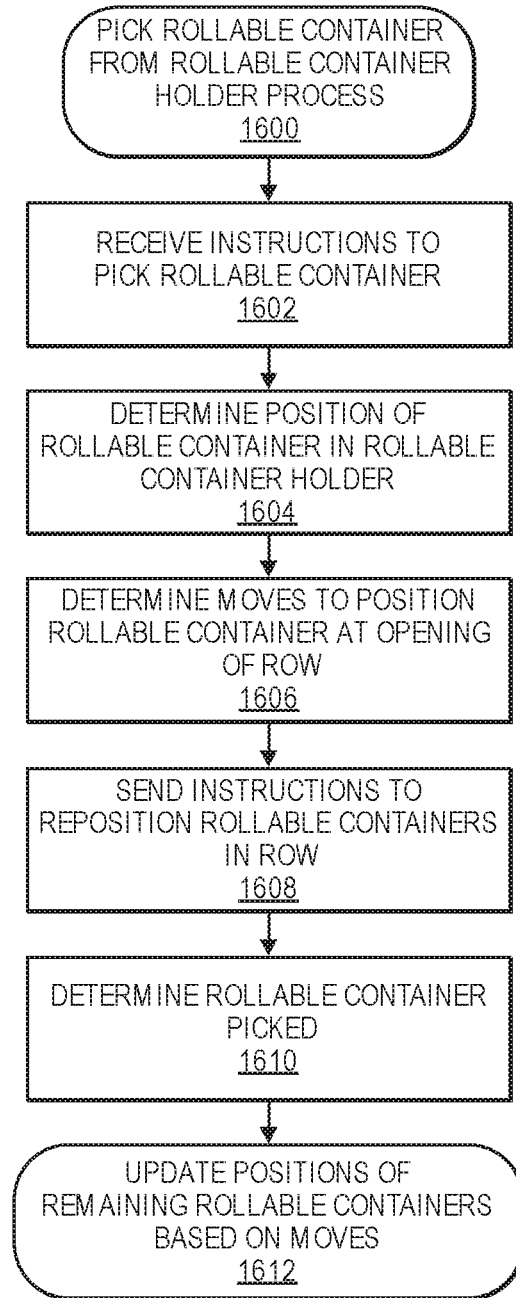 PICK ROLLABLE CONTAINER
FROM ROLLABLE CONTAINER
HOLDER PROCESS
1600
RECEIVE INSTRUCTIONS TO
PICK ROLLABLE CONTAINER
1602
DETERMINE POSITION OF
ROLLABLE CONTAINER IN ROLLABLE
CONTAINER HOLDER
1604
DETERMINE MOVES TO POSITION
ROLLABLE CONTAINER AT OPENING
OF ROW
1606
SEND INSTRUCTIONS TO
REPOSITION ROLLABLE CONTAINERS
IN ROW
1608
DETERMINE ROLLABLE CONTAINER
PICKED
1610
UPDATE POSITIONS OF
REMAINING ROLLABLE CONTAINERS
BASED ON MOVES
1612